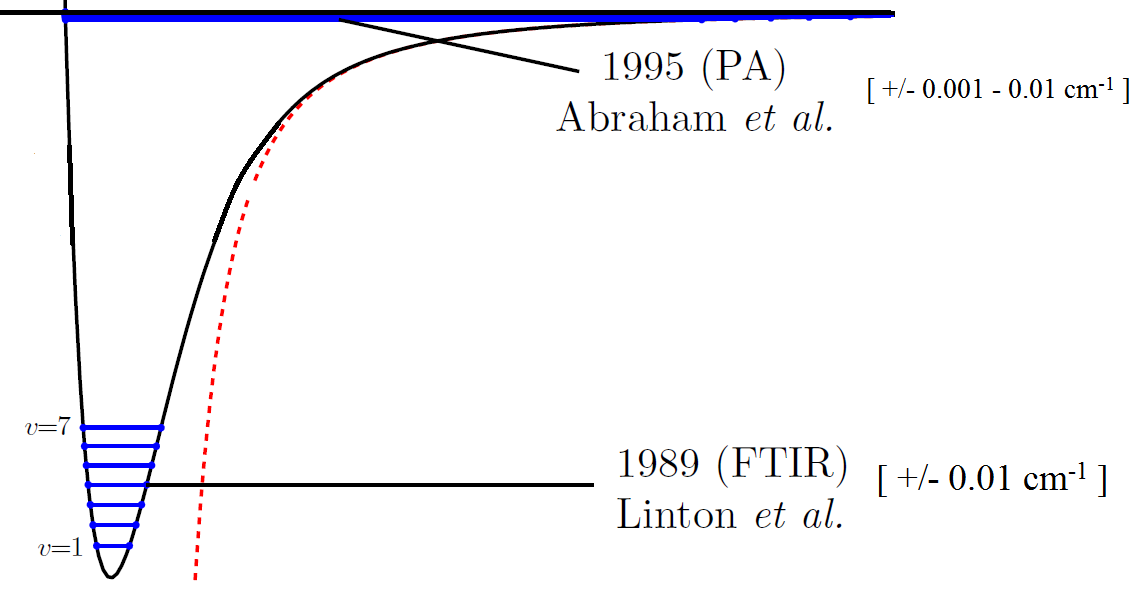 1995 (PA)
Abraham et al.
[ +/- 0.001 - 0.01 cm⁻¹ ]
v=7
1989 (FTIR)
Linton et al.
[ +/- 0.01 cm⁻¹ ]
v=1